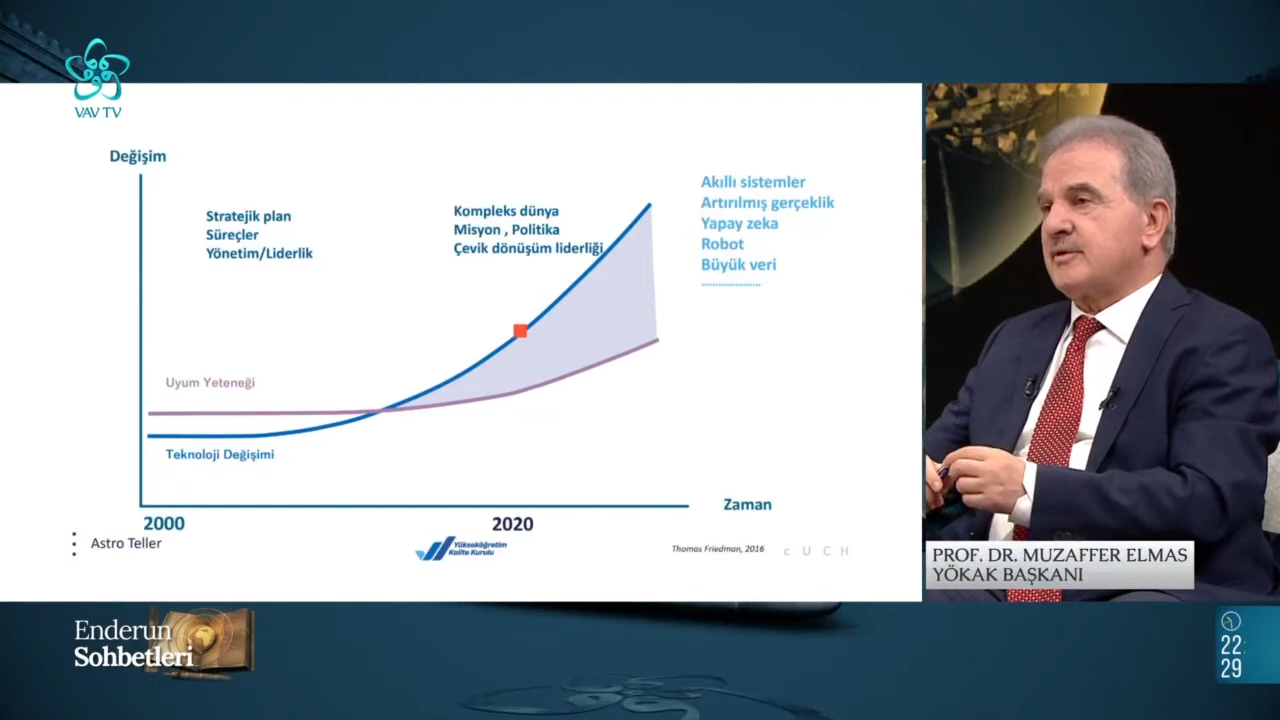 VAV TV
Değişim
Stratejik plan
Süreçler
Yönetim/Liderlik
Kompleks dünya
Misyon , Politika
Çevik dönüşüm liderliği
Akıllı sistemler
Artırılmış gerçeklik
Yapay zeka
Robot
Büyük veri
....................
Uyum Yeteneği
Teknoloji Değişimi
Zaman
2000
2020
Astro Teller
Yükseköğretim
Kalite Kurulu
Thomas Friedman, 2016
c U C H
PROF. DR. MUZAFFER ELMAS
YÖKAK BAŞKANI
Enderun
Sohbetleri
22:
29